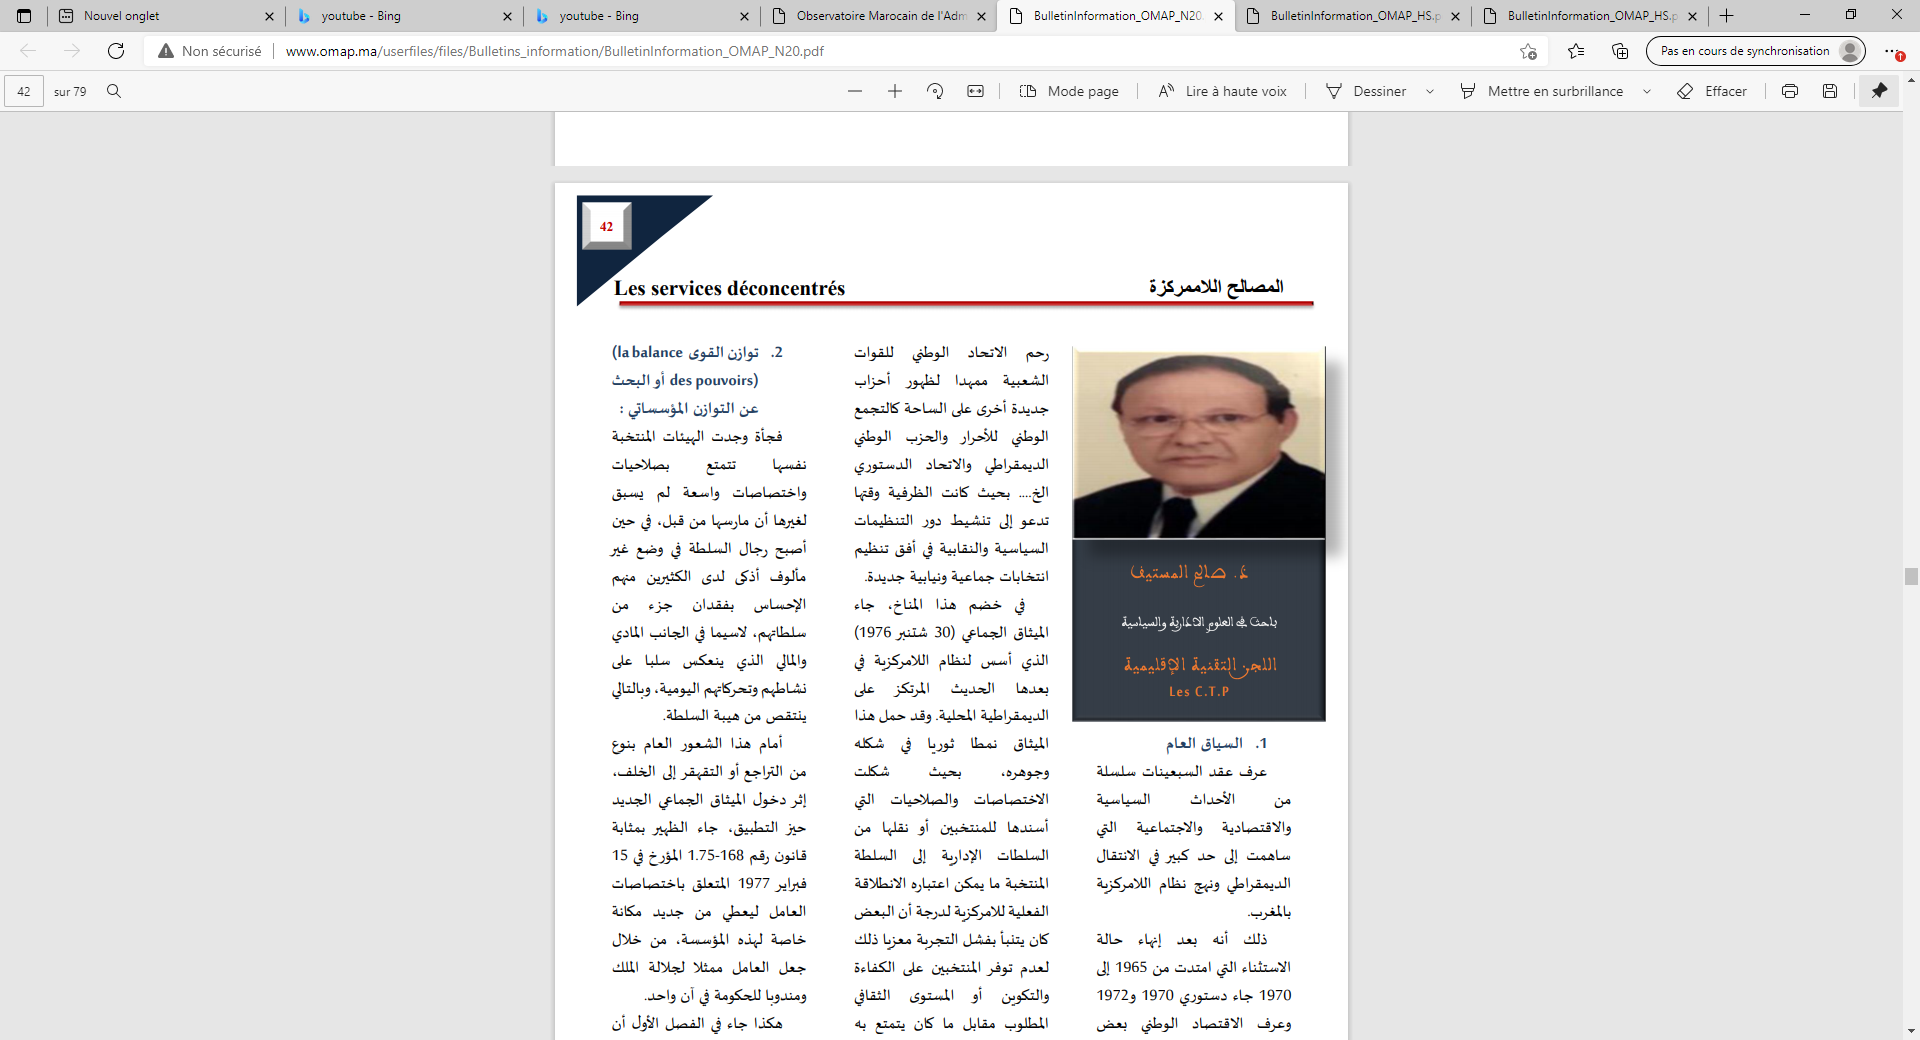 Nouvel onglet
youtube - Bing
youtube - Bing
Observatoire Marocain de l'Adm
BulletinInformation_OMAP_N20.
BulletinInformation_OMAP_HS.p
BulletinInformation_OMAP_HS.p
Non sécurisé
www.omap.ma/userfiles/files/Bulletins_information/BulletinInformation_OMAP_N20.pdf
Pas en cours de synchronisation
42 sur 79
Mode page
Lire à haute voix
Dessiner
Mettre en surbrillance
Effacer
42
Les services déconcentrés
المصالح اللاممركزة
ذ. صالح المستيف
باحث في العلوم الادارية والسياسية
اللجن التقنية الإقليمية
Les C.T.P
1. السياق العام
عرف عقد السبعينات سلسلة
من الأحداث السياسية
والاقتصادية والاجتماعية التي
ساهمت إلى حد كبير في الانتقال
الديمقراطي ونهج نظام اللامركزية
بالمغرب.
ذلك أنه بعد إنهاء حالة
الاستثناء التي امتدت من 1965 إلى
1970 جاء دستوري 1970 و1972
وعرف الاقتصاد الوطني بعض
رحم الاتحاد الوطني للقوات
الشعبية ممهدا لظهور أحزاب
جديدة أخرى على الساحة كالتجمع
الوطني للأحرار والحزب الوطني
الديمقراطي والاتحاد الدستوري
الخ.... بحيث كانت الظرفية وقتها
تدعو إلى تنشيط دور التنظيمات
السياسية والنقابية في أفق تنظيم
انتخابات جماعية ونيابية جديدة.
في خضم هذا المناخ، جاء
الميثاق الجماعي (30 شتنبر 1976)
الذي أسس لنظام اللامركزية في
بعدها الحديث المرتكز على
الديمقراطية المحلية. وقد حمل هذا
الميثاق نمطا ثوريا في شكله
وجوهره، بحيث شكلت
الاختصاصات والصلاحيات التي
أسندها للمنتخبين أو نقلها من
السلطات الإدارية إلى السلطة
المنتخبة ما يمكن اعتباره الانطلاقة
الفعلية للامركزية لدرجة أن البعض
كان يتنبأ بفشل التجربة معزيا ذلك
لعدم توفر المنتخبين على الكفاءة
والتكوين أو المستوى الثقافي
المطلوب مقابل ما كان يتمتع به
2. توازن القوى (la balance
des pouvoirs) أو البحث
عن التوازن المؤسساتي :
فجأة وجدت الهيئات المنتخبة
نفسها تتمتع بصلاحيات
واختصاصات واسعة لم يسبق
لغيرها أن مارسها من قبل، في حين
أصبح رجال السلطة في وضع غير
مألوف أذكى لدى الكثيرين منهم
الإحساس بفقدان جزء من
سلطاتهم، لاسيما في الجانب المادي
والمالي الذي ينعكس سلبا على
نشاطهم وتحركاتهم اليومية، وبالتالي
ينتقص من هيبة السلطة.
أمام هذا الشعور العام بنوع
من التراجع أو التقهقر إلى الخلف،
إثر دخول الميثاق الجماعي الجديد
حيز التطبيق، جاء الظهير بمثابة
قانون رقم 168-1.75 المؤرخ في 15
فبراير 1977 المتعلق باختصاصات
العامل ليعطي من جديد مكانة
خاصة لهذه المؤسسة، من خلال
جعل العامل ممثلا لجلالة الملك
ومندوبا للحكومة في آن واحد.
هكذا جاء في الفصل الأول أن